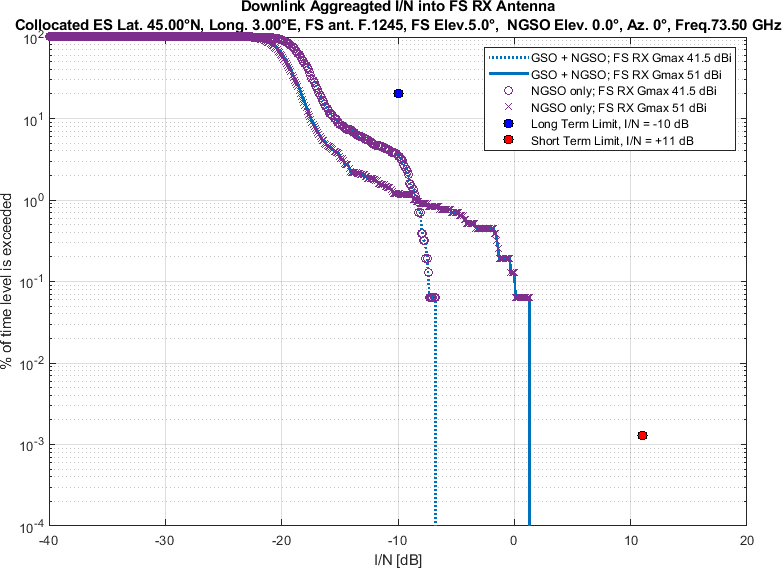 Downlink Aggreagted I/N into FS RX Antenna
Collocated ES Lat. 45.00°N, Long. 3.00°E, FS ant. F.1245, FS Elev.5.0°, NGSO Elev. 0.0°, Az. 0°, Freq.73.50 GHz
GSO + NGSO; FS RX Gmax 41.5 dBi
GSO + NGSO; FS RX Gmax 51 dBi
NGSO only; FS RX Gmax 41.5 dBi
NGSO only; FS RX Gmax 51 dBi
Long Term Limit, I/N = -10 dB
Short Term Limit, I/N = +11 dB
% of time level is exceeded
10²
10¹
10⁰
10⁻¹
10⁻²
10⁻³
10⁻⁴
-40 -30 -20 -10 0 10 20
I/N [dB]